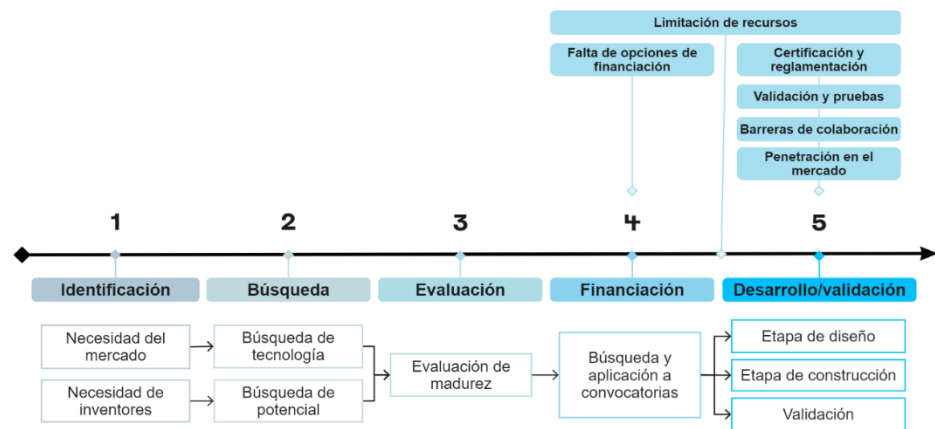 Limitación de recursos
Falta de opciones de
financiación
Certificación y
reglamentación
Validación y pruebas
Barreras de colaboración
Penetración en el
mercado
1
2
3
4
5
Identificación
Búsqueda
Evaluación
Financiación
Desarrollo/validación
Necesidad del
mercado
Búsqueda de
tecnología
Necesidad de
inventores
Búsqueda de
potencial
Evaluación de
madurez
Búsqueda y
aplicación a
convocatorias
Etapa de diseño
Etapa de construcción
Validación